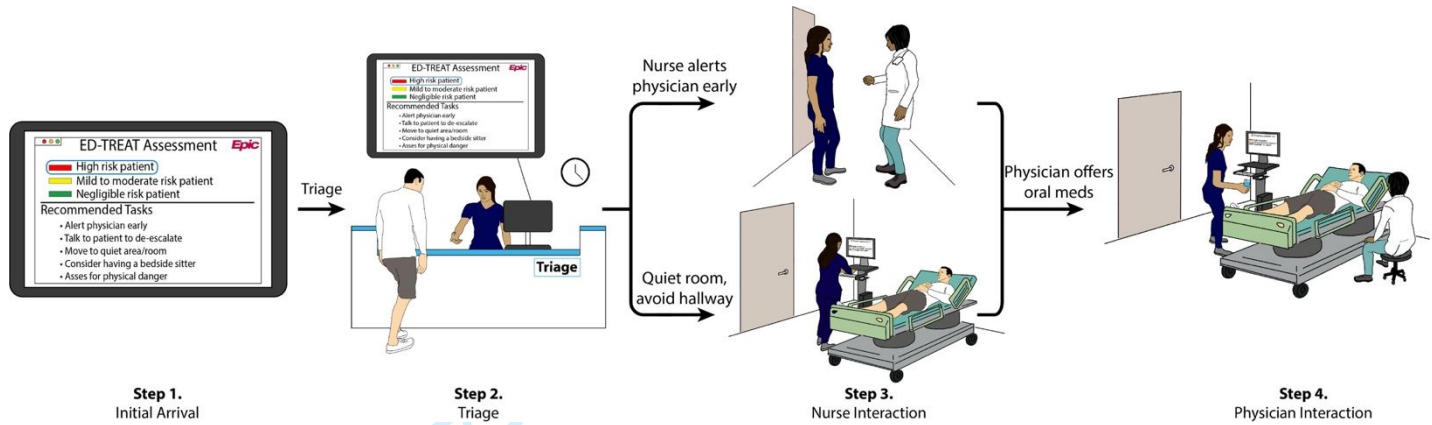 ED-TREAT Assessment
Epic
High risk patient
Mild to moderate risk patient
Negligible risk patient
Recommended Tasks
• Alert physician early
• Talk to patient to de-escalate
• Move to quiet area/room
• Consider having a bedside sitter
• Asses for physical danger
Step 1.
Initial Arrival
Triage
ED-TREAT Assessment
Epic
High risk patient
Mild to moderate risk patient
Negligible risk patient
Recommended Tasks
• Alert physician early
• Talk to patient to de-escalate
• Move to quiet area/room
• Consider having a bedside sitter
• Asses for physical danger
Triage
Step 2.
Triage
Nurse alerts
physician early
Quiet room,
avoid hallway
Step 3.
Nurse Interaction
Physician offers
oral meds
Step 4.
Physician Interaction